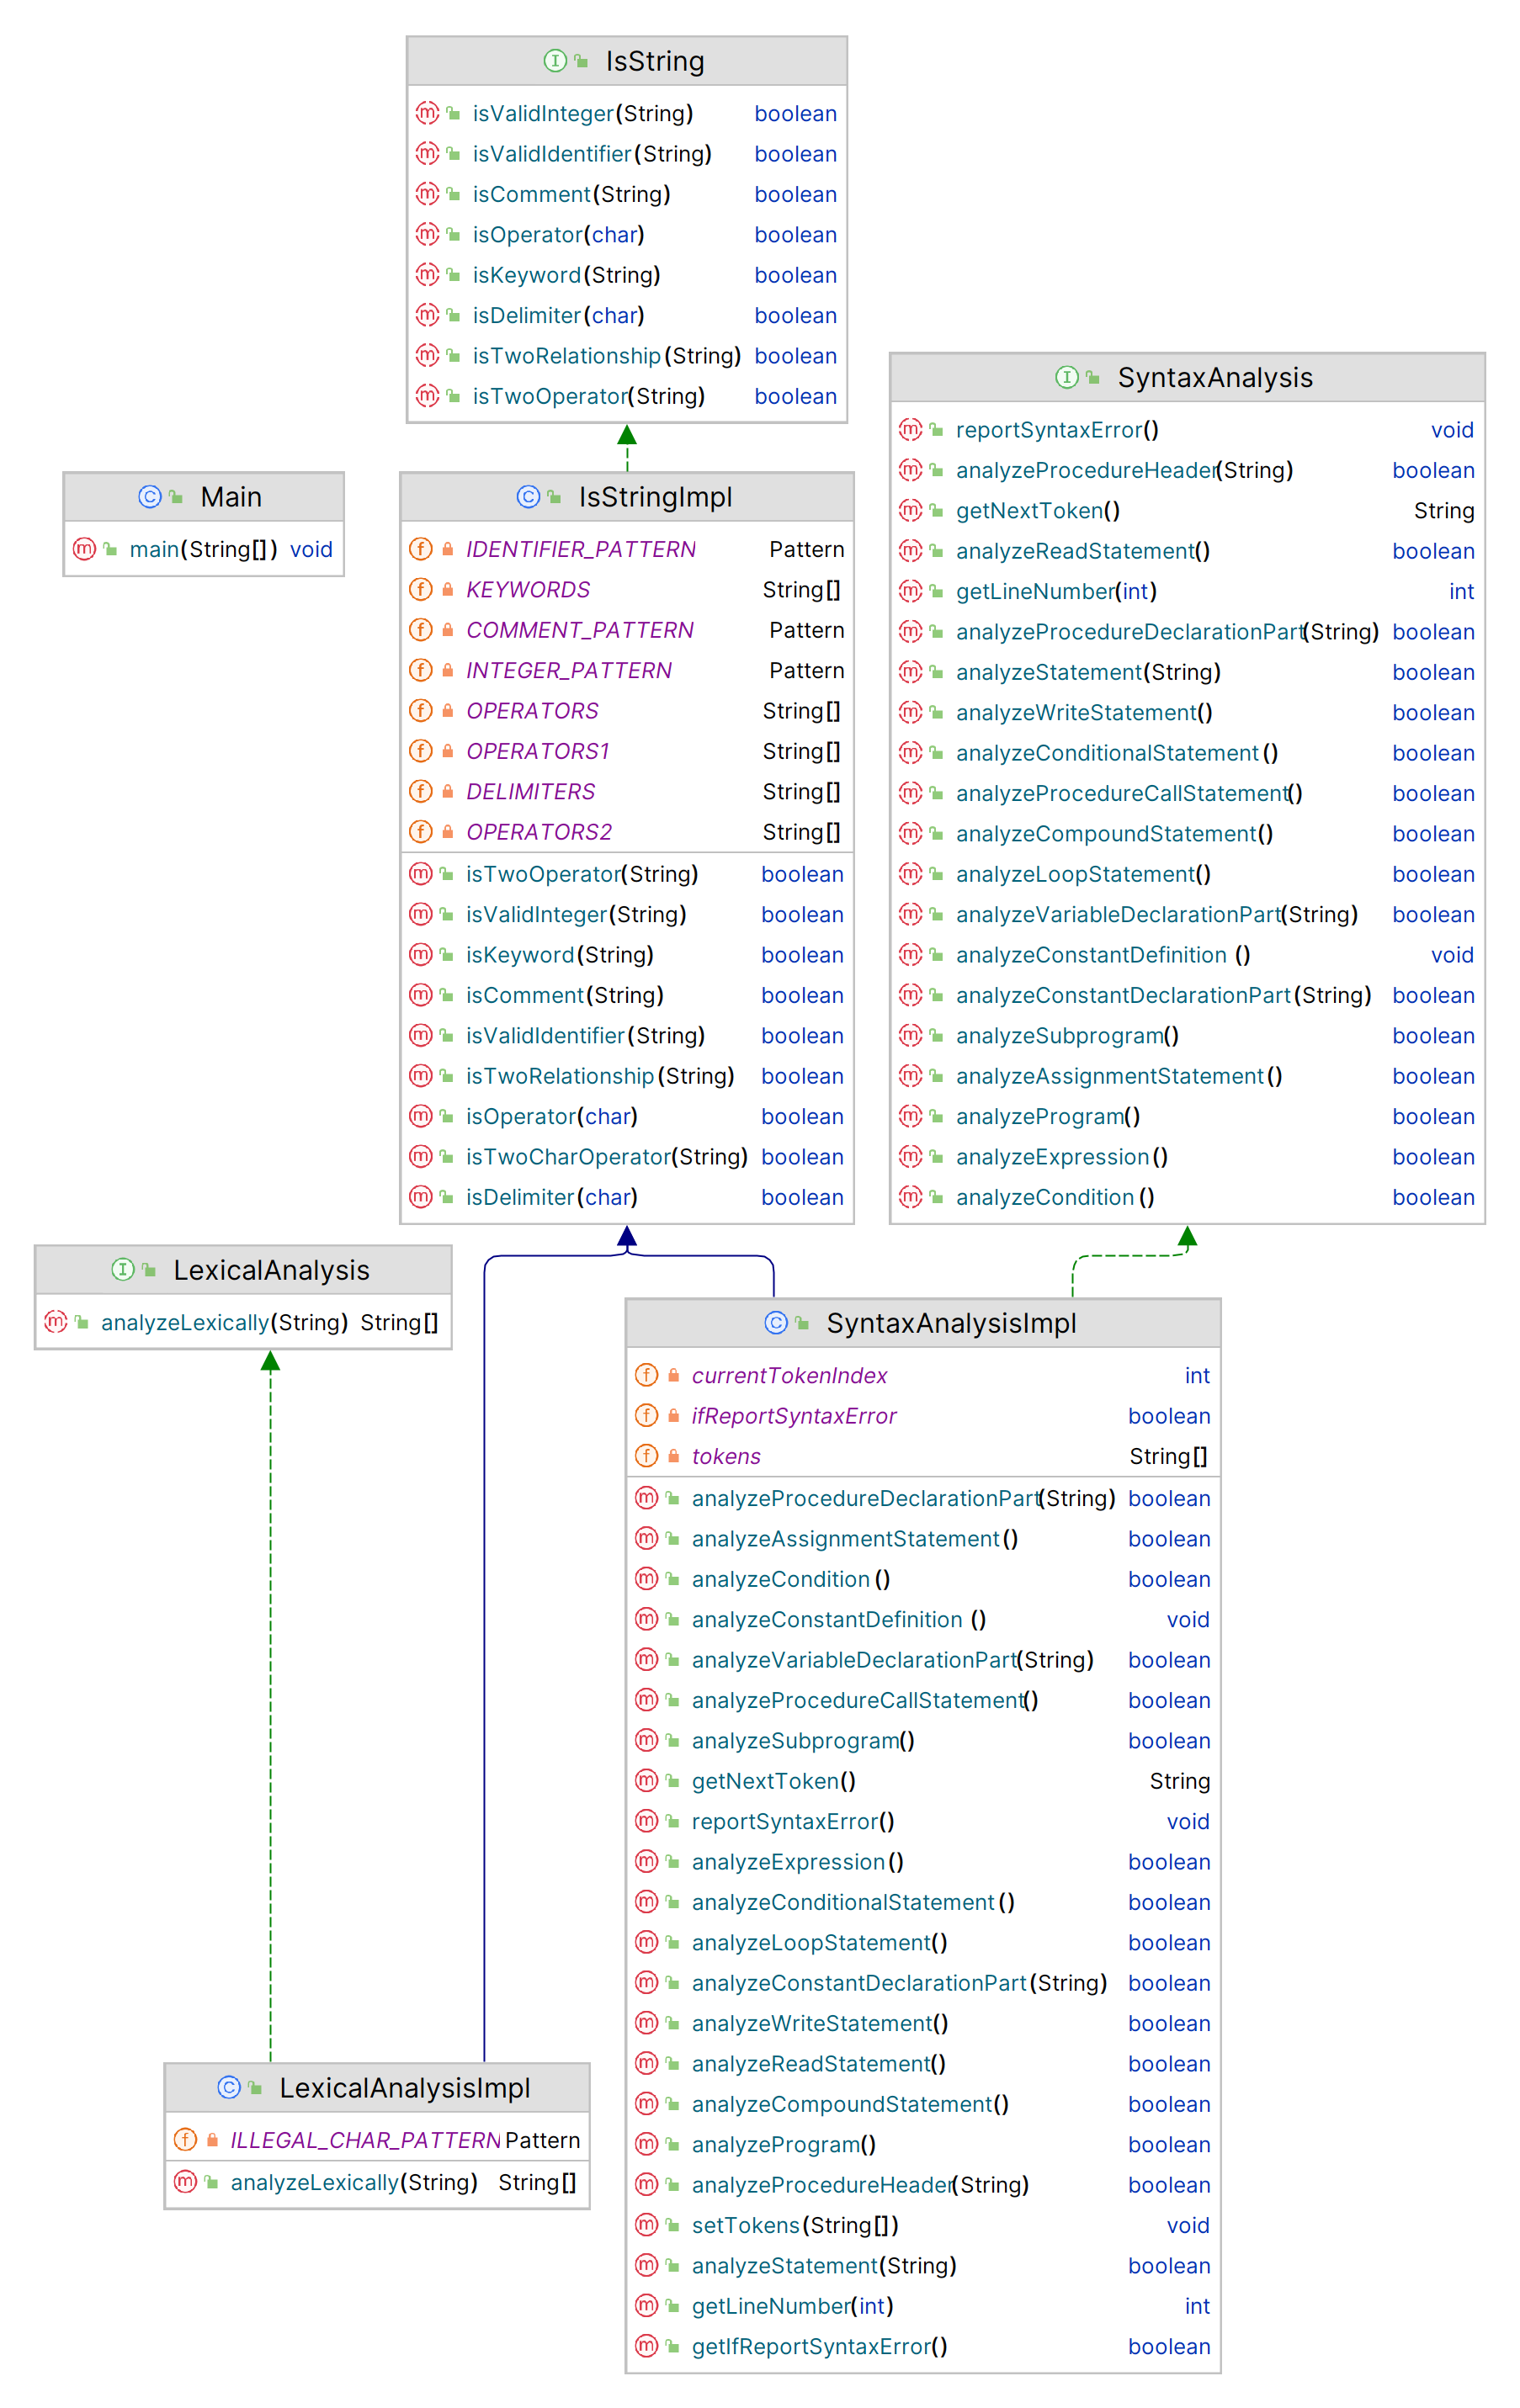 IsString
isValidInteger(String) boolean
isValidIdentifier(String) boolean
isComment(String) boolean
isOperator(char) boolean
isKeyword(String) boolean
isDelimiter(char) boolean
isTwoRelationship(String) boolean
isTwoOperator(String) boolean
SyntaxAnalysis
reportSyntaxError() void
analyzeProcedureHeader(String) boolean
getNextToken() String
analyzeReadStatement() boolean
getLineNumber(int) int
analyzeProcedureDeclarationPart(String) boolean
analyzeStatement(String) boolean
analyzeWriteStatement() boolean
analyzeConditionalStatement() boolean
analyzeProcedureCallStatement() boolean
analyzeCompoundStatement() boolean
analyzeLoopStatement() boolean
analyzeVariableDeclarationPart(String) boolean
analyzeConstantDefinition() void
analyzeConstantDeclarationPart(String) boolean
analyzeSubprogram() boolean
analyzeAssignmentStatement() boolean
analyzeProgram() boolean
analyzeExpression() boolean
analyzeCondition() boolean
Main
main(String[]) void
IsStringImpl
IDENTIFIER_PATTERN Pattern
KEYWORDS String[]
COMMENT_PATTERN Pattern
INTEGER_PATTERN Pattern
OPERATORS String[]
OPERATORS1 String[]
DELIMITERS String[]
OPERATORS2 String[]
isTwoOperator(String) boolean
isValidInteger(String) boolean
isKeyword(String) boolean
isComment(String) boolean
isValidIdentifier(String) boolean
isTwoRelationship(String) boolean
isOperator(char) boolean
isTwoCharOperator(String) boolean
isDelimiter(char) boolean
LexicalAnalysis
analyzeLexically(String) String[]
SyntaxAnalysisImpl
currentTokenIndex int
ifReportSyntaxError boolean
tokens String[]
analyzeProcedureDeclarationPart(String) boolean
analyzeAssignmentStatement() boolean
analyzeCondition() boolean
analyzeConstantDefinition() void
analyzeVariableDeclarationPart(String) boolean
analyzeProcedureCallStatement() boolean
analyzeSubprogram() boolean
getNextToken() String
reportSyntaxError() void
analyzeExpression() boolean
analyzeConditionalStatement() boolean
analyzeLoopStatement() boolean
analyzeConstantDeclarationPart(String) boolean
analyzeWriteStatement() boolean
analyzeReadStatement() boolean
analyzeCompoundStatement() boolean
analyzeProgram() boolean
analyzeProcedureHeader(String) boolean
setTokens(String[]) void
analyzeStatement(String) boolean
getLineNumber(int) int
getIfReportSyntaxError() boolean
LexicalAnalysisImpl
ILLEGAL_CHAR_PATTERN Pattern
analyzeLexically(String) String[]